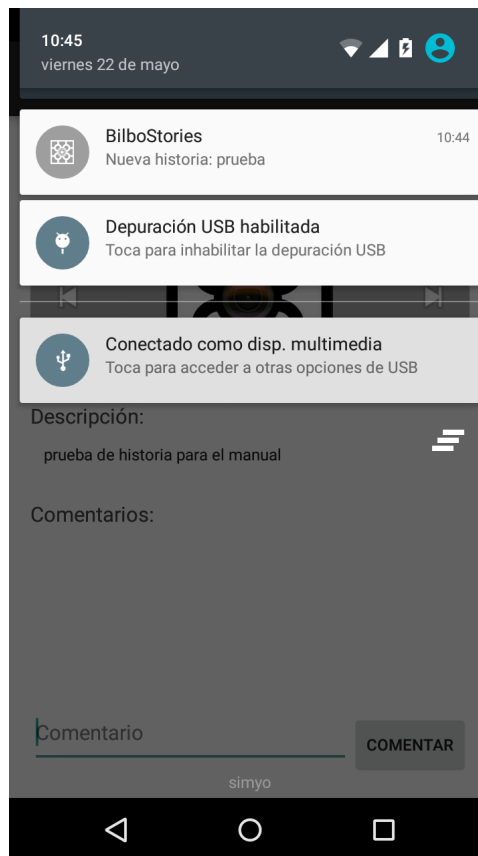 10:45
viernes 22 de mayo
BilboStories
10:44
Nueva historia: prueba
Depuración USB habilitada
Toca para inhabilitar la depuración USB
Conectado como disp. multimedia
Toca para acceder a otras opciones de USB
Descripción:
prueba de historia para el manual
Comentarios:
Comentario
COMENTAR
simyo